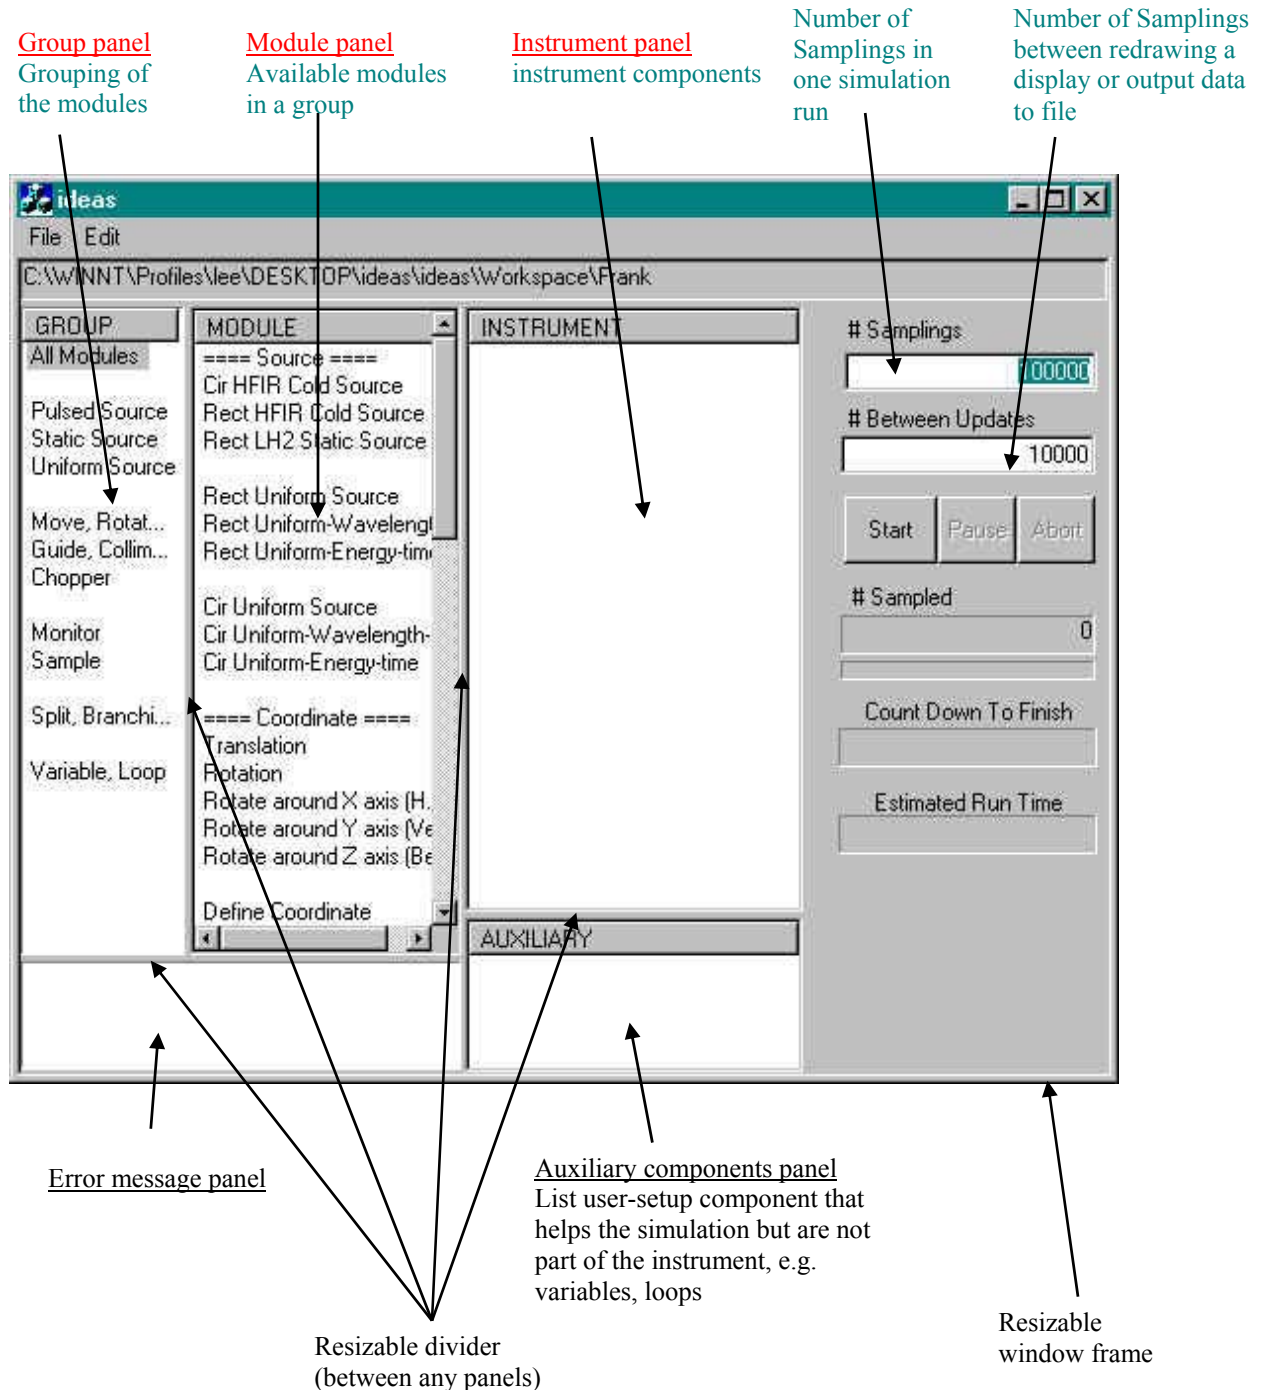 Group panel
Grouping of
the modules
Module panel
Available modules
in a group
Instrument panel
instrument components
Number of
Samplings in
one simulation
run
Number of Samplings
between redrawing a
display or output data
to file
ideas
File Edit
C:\WINNT\Profiles\lee\DESKTOP\ideas\ideas\Workspace\Frank
GROUP
All Modules
Pulsed Source
Static Source
Uniform Source
Move, Rotat...
Guide, Collim...
Chopper
Monitor
Sample
Split, Branchi...
Variable, Loop
MODULE
==== Source ====
Cir HFIR Cold Source
Rect HFIR Cold Source
Rect LH2 Static Source
Rect Uniform Source
Rect Uniform-Wavelengt
Rect Uniform-Energy-time
Cir Uniform Source
Cir Uniform-Wavelength-
Cir Uniform-Energy-time
==== Coordinate ====
Translation
Rotation
Rotate around X axis (H.
Rotate around Y axis (Ve
Rotate around Z axis (Be
Define Coordinate
INSTRUMENT
AUXILIARY
# Samplings
100000
# Between Updates
10000
Start Pause Abort
# Sampled
0
Count Down To Finish
Estimated Run Time
Error message panel
Auxiliary components panel
List user-setup component that
helps the simulation but are not
part of the instrument, e.g.
variables, loops
Resizable divider
(between any panels)
Resizable
window frame